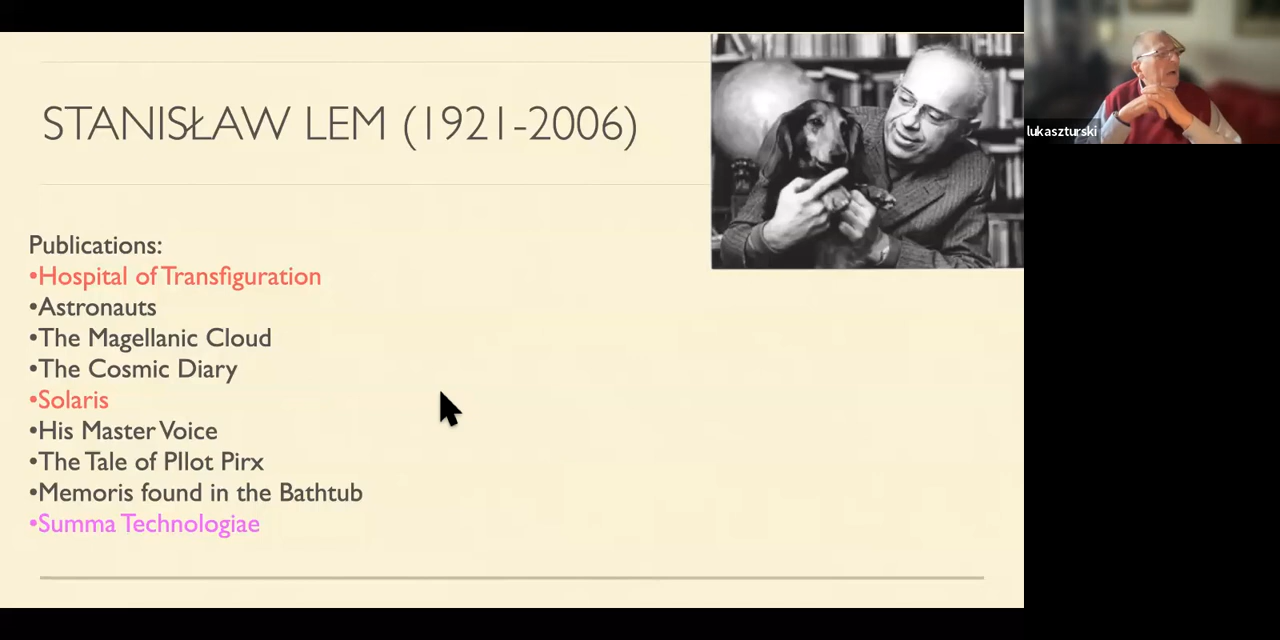 STANISŁAW LEM (1921-2006)
lukaszturski
Publications:
•Hospital of Transfiguration
•Astronauts
•The Magellanic Cloud
•The Cosmic Diary
•Solaris
•His Master Voice
•The Tale of PIlot Pirx
•Memoris found in the Bathtub
•Summa Technologiae